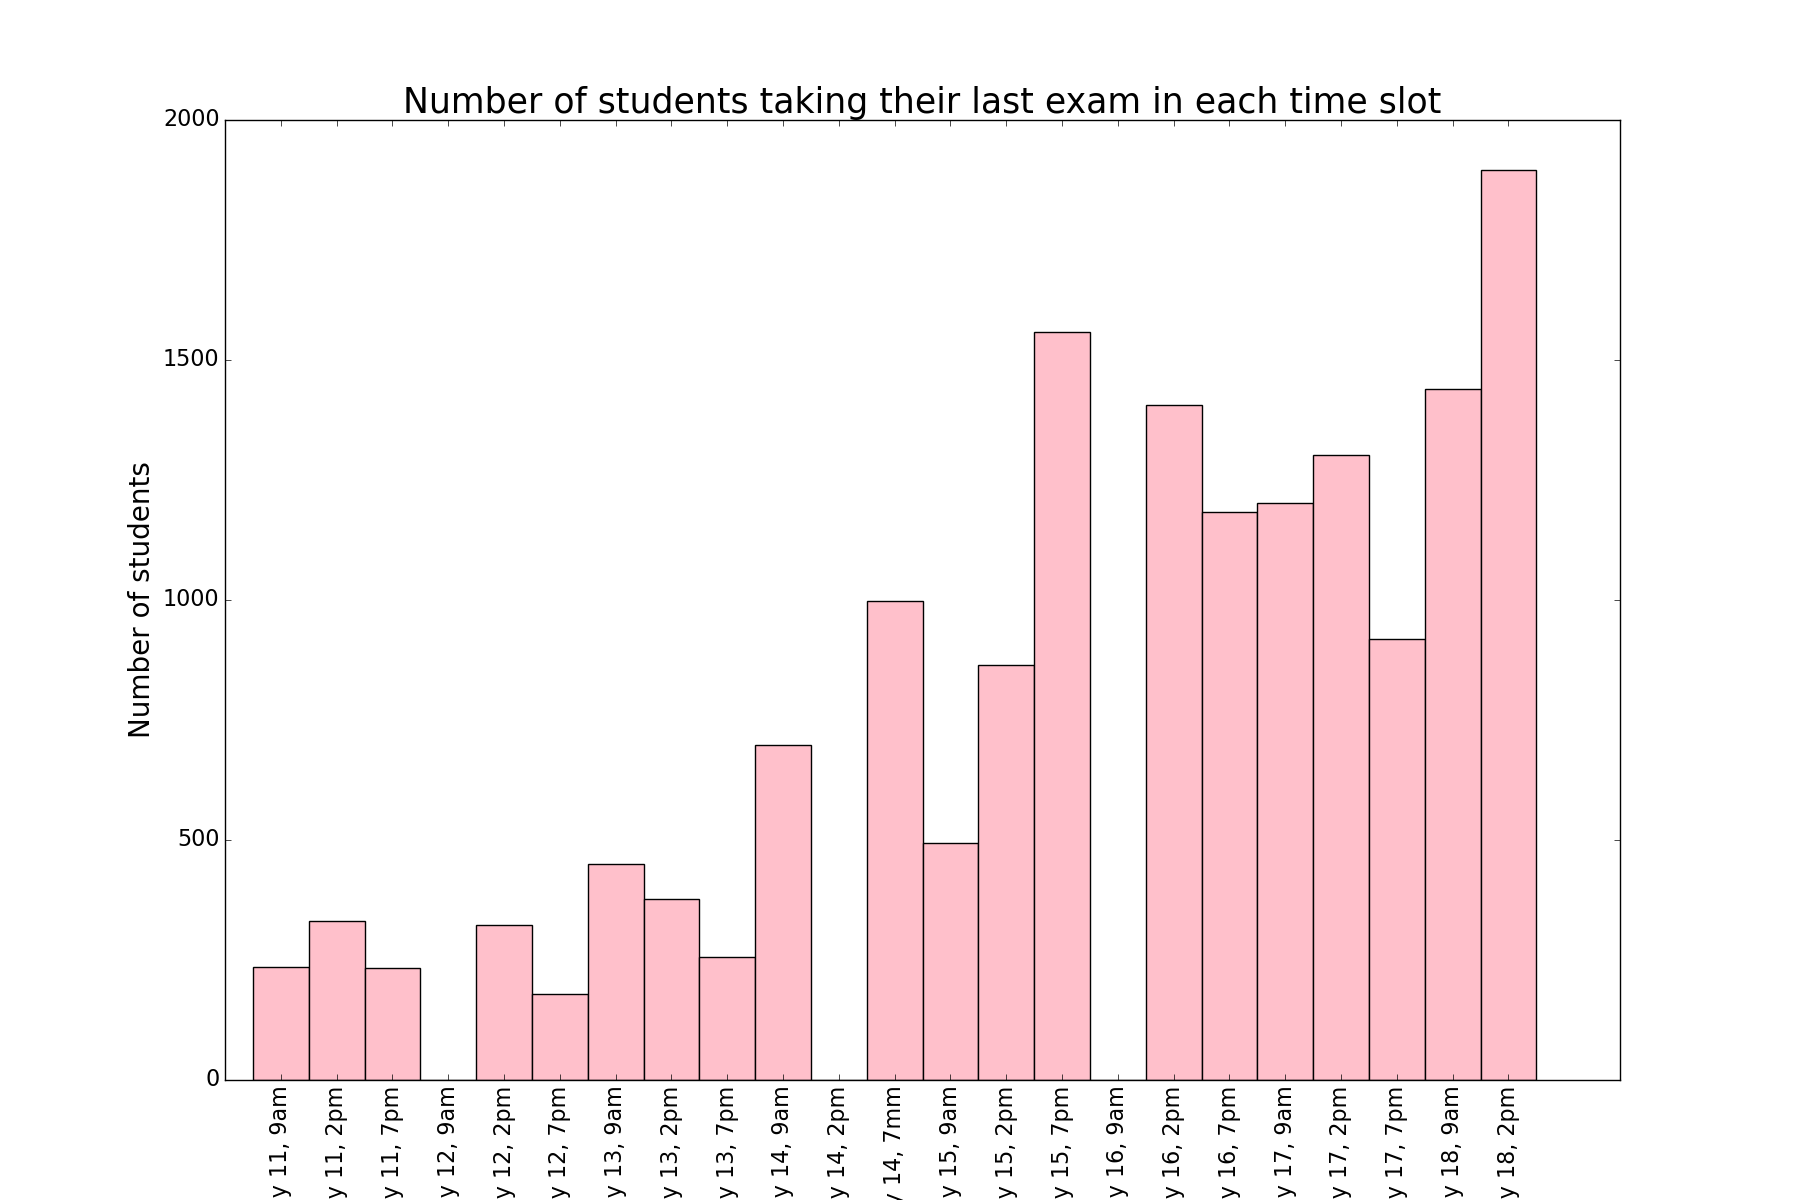 Number of students taking their last exam in each time slot
Number of students
2000
1500
1000
500
0
y 11, 9am
y 11, 2pm
y 11, 7pm
y 12, 9am
y 12, 2pm
y 12, 7pm
y 13, 9am
y 13, 2pm
y 13, 7pm
y 14, 9am
y 14, 2pm
y 14, 7mm
y 15, 9am
y 15, 2pm
y 15, 7pm
y 16, 9am
y 16, 2pm
y 16, 7pm
y 17, 9am
y 17, 2pm
y 17, 7pm
y 18, 9am
y 18, 2pm